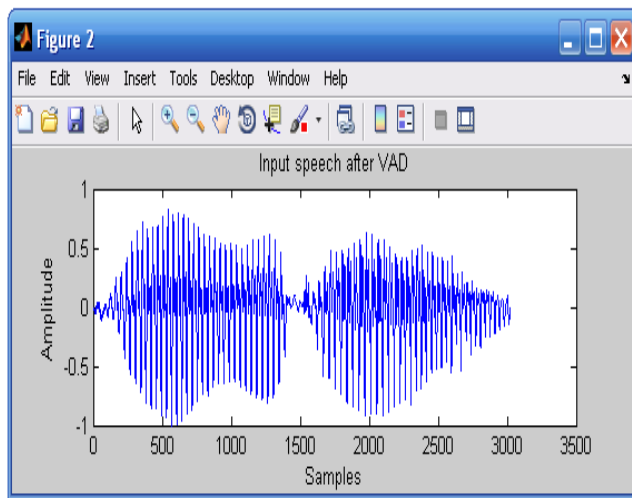 Figure 2
File Edit View Insert Tools Desktop Window Help
Input speech after VAD
1
0.5
0
-0.5
-1
Amplitude
0 500 1000 1500 2000 2500 3000 3500
Samples